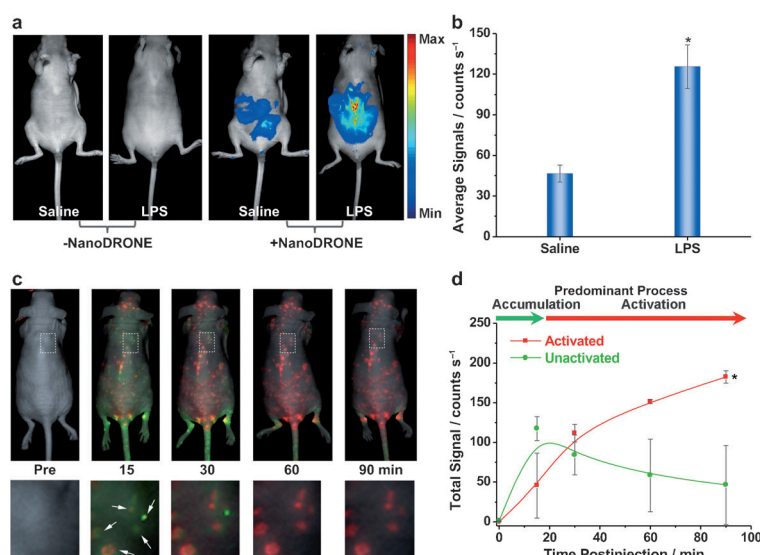 a
Max
Min
Saline
LPS
Saline
LPS
-NanoDRONE
+NanoDRONE
b
Average Signals / counts s⁻¹
150
120
90
60
30
0
*
Saline
LPS
c
Pre
15
30
60
90 min
d
Predominant Process
Accumulation
Activation
Activated
Unactivated
Total Signal / counts s⁻¹
250
200
150
100
50
0
*
0
20
40
60
80
100
Time Postinjection / min